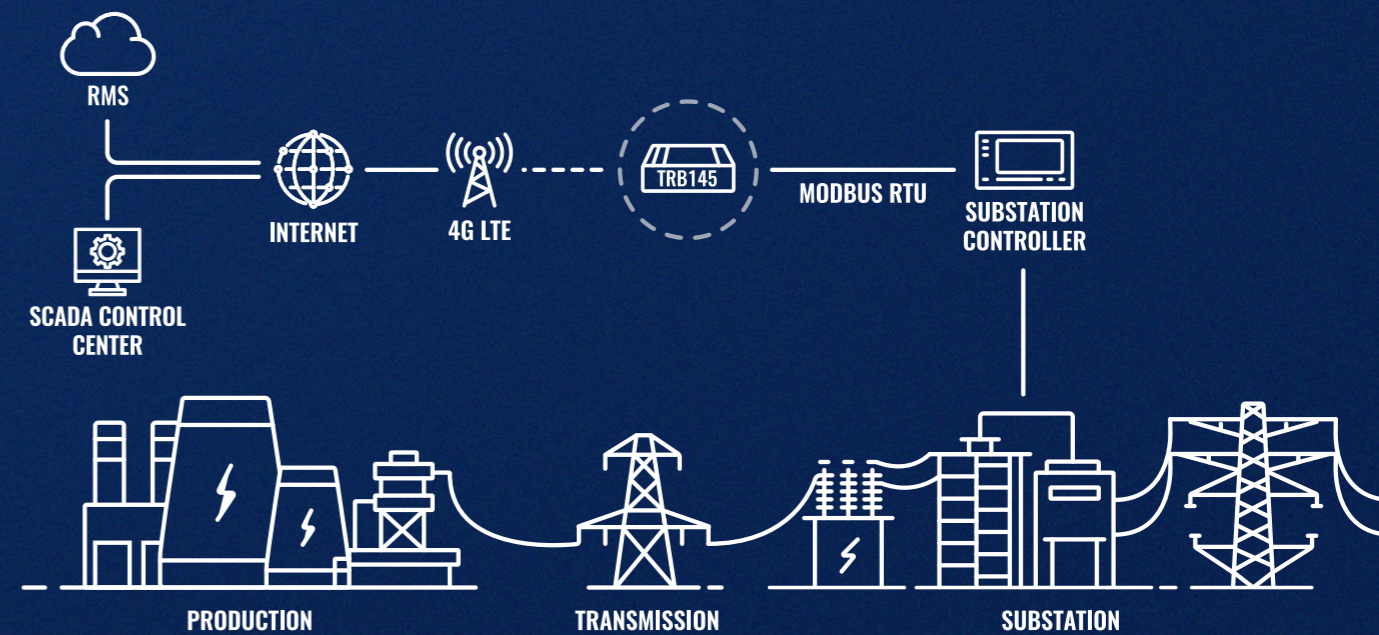 RMS
INTERNET
4G LTE
TRB145
MODBUS RTU
SUBSTATION
CONTROLLER
SCADA CONTROL
CENTER
PRODUCTION
TRANSMISSION
SUBSTATION